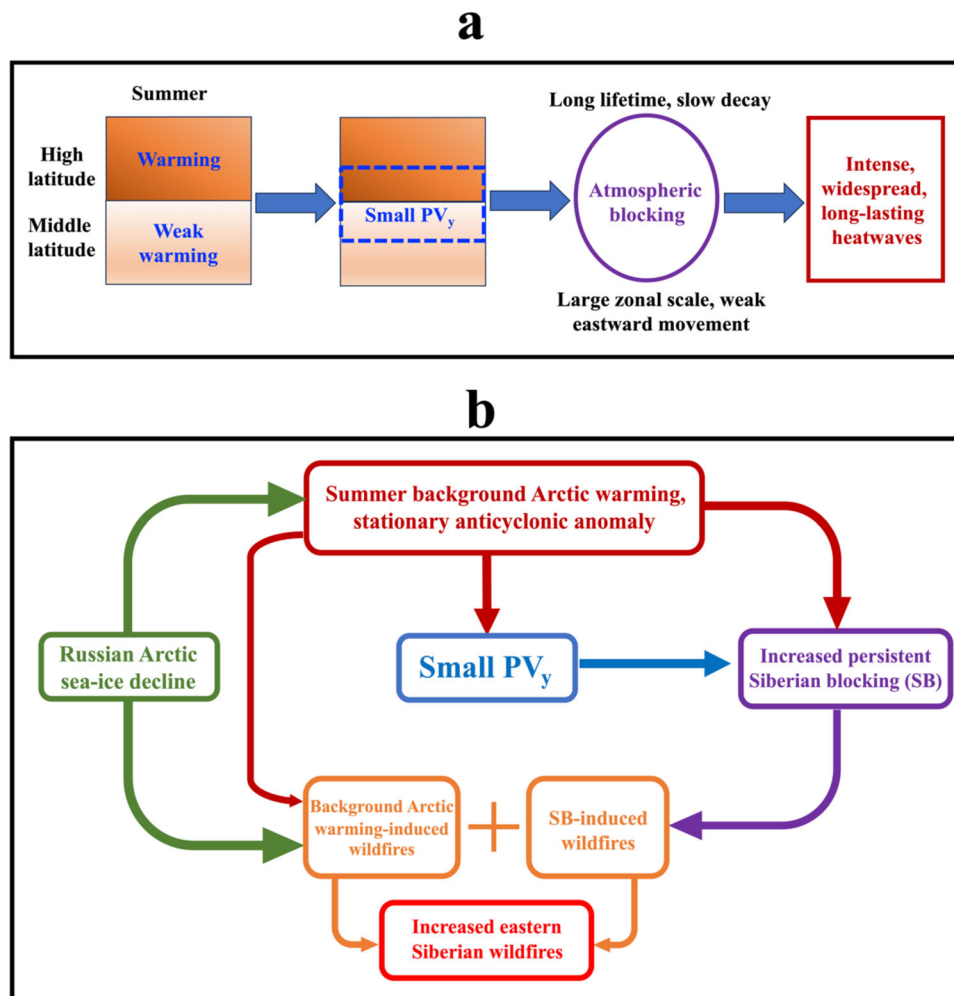 a
Summer
High
latitude
Middle
latitude
Warming
Weak
warming
Small PVy
Long lifetime, slow decay
Atmospheric
blocking
Large zonal scale, weak
eastward movement
Intense,
widespread,
long-lasting
heatwaves
b
Summer background Arctic warming,
stationary anticyclonic anomaly
Russian Arctic
sea-ice decline
Small PVy
Increased persistent
Siberian blocking (SB)
Background Arctic
warming-induced
wildfires
+
SB-induced
wildfires
Increased eastern
Siberian wildfires